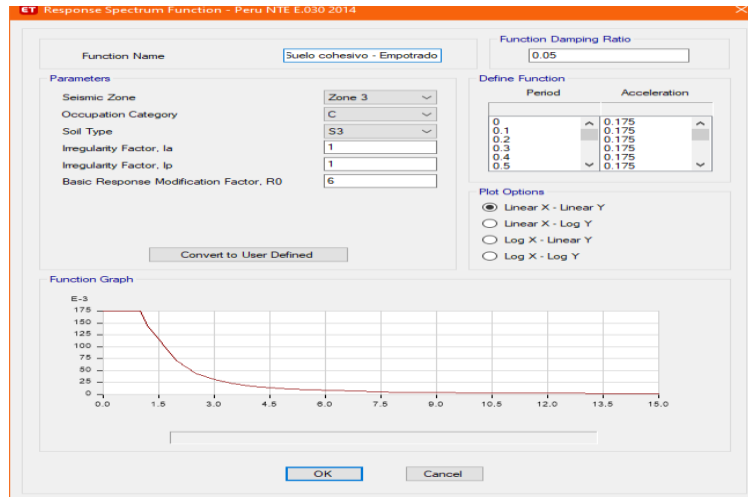 ET Response Spectrum Function - Peru NTE E.030 2014
Function Name
Suelo cohesivo - Empotrado
Function Damping Ratio
0.05
Parameters
Seismic Zone Zone 3
Occupation Category C
Soil Type S3
Irregularity Factor, Ia 1
Irregularity Factor, Ip 1
Basic Response Modification Factor, R0 6
Convert to User Defined
Define Function
Period Acceleration
0 0.175
0.1 0.175
0.2 0.175
0.3 0.175
0.4 0.175
0.5 0.175
Plot Options
Linear X - Linear Y
Linear X - Log Y
Log X - Linear Y
Log X - Log Y
Function Graph
E-3
175
150
125
100
75
50
25
0
0.0 1.5 3.0 4.5 6.0 7.5 9.0 10.5 12.0 13.5 15.0
OK Cancel